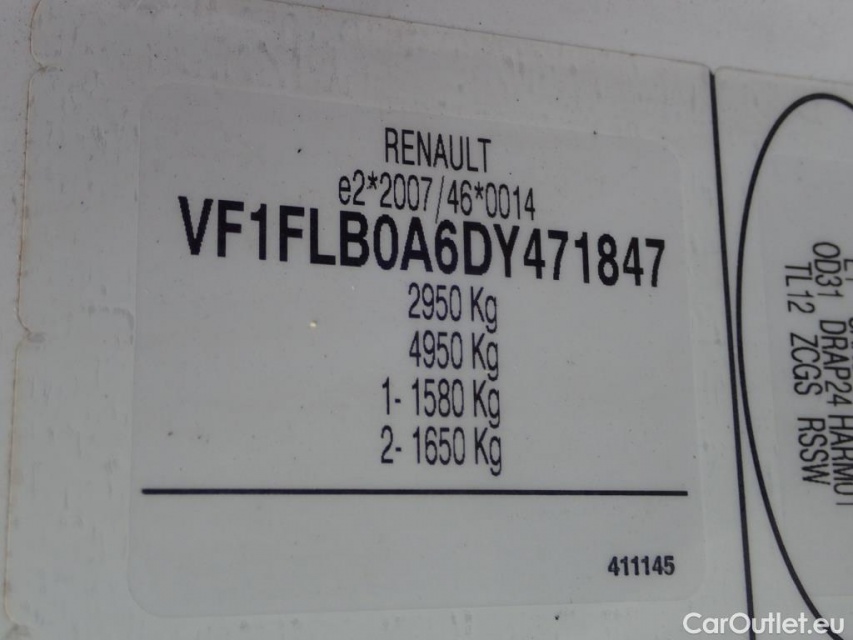 RENAULT
e2*2007/46*0014
VF1FLB0A6DY471847
2950 Kg
4950 Kg
1- 1580 Kg
2- 1650 Kg
411145
DRAP24 HARM01
OD31 ZCGS RSSW
TL12
CarOutlet.eu